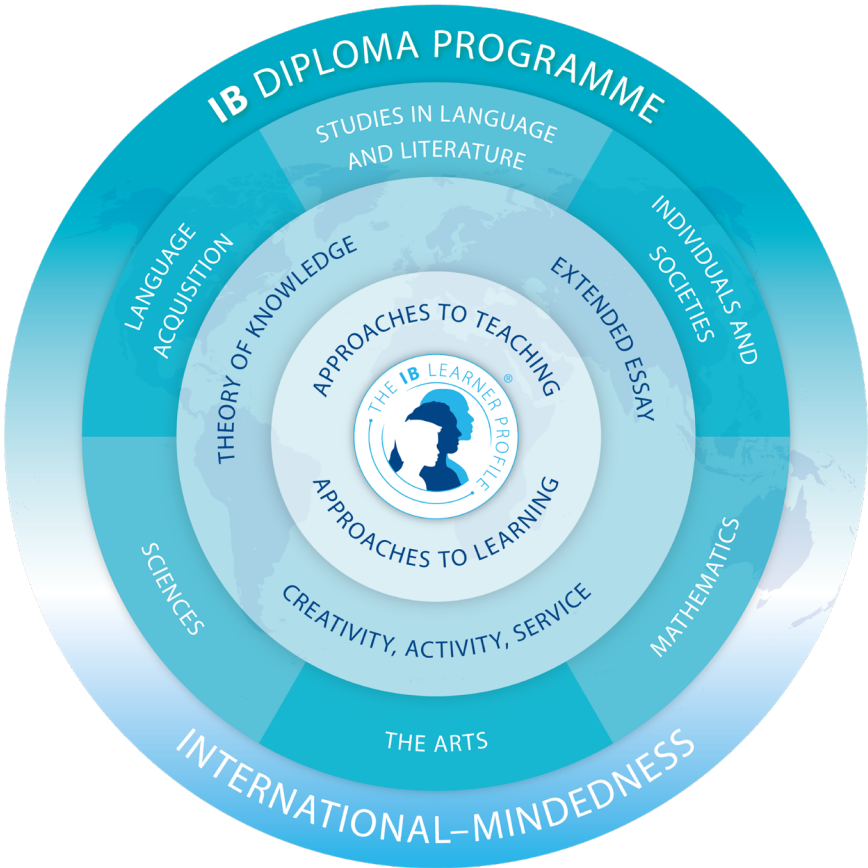 IB DIPLOMA PROGRAMME
STUDIES IN LANGUAGE
AND LITERATURE
LANGUAGE
ACQUISITION
INDIVIDUALS AND
SOCIETIES
THEORY OF KNOWLEDGE
EXTENDED ESSAY
APPROACHES TO TEACHING
THE IB LEARNER PROFILE
®
APPROACHES TO LEARNING
CREATIVITY, ACTIVITY, SERVICE
SCIENCES
MATHEMATICS
THE ARTS
INTERNATIONAL–MINDEDNESS